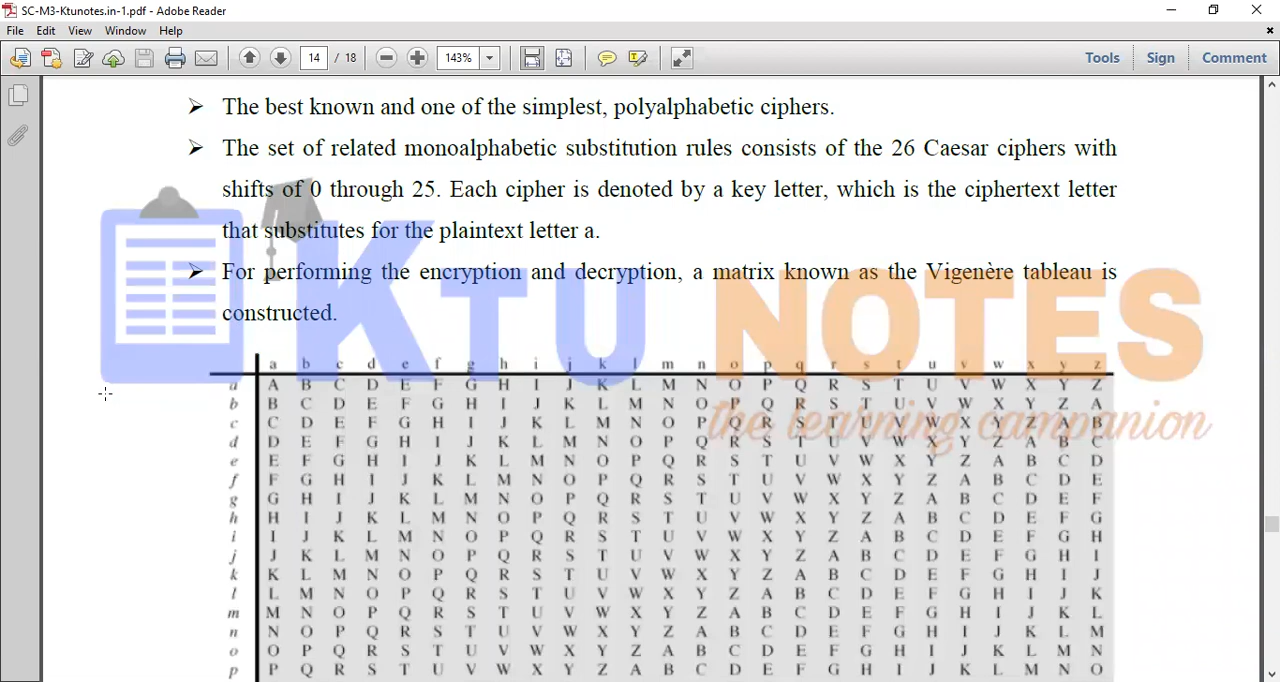 SC-M3-Ktunotes.in-1.pdf - Adobe Reader
File Edit View Window Help
14 / 18 143% Tools Sign Comment
➢ The best known and one of the simplest, polyalphabetic ciphers.
➢ The set of related monoalphabetic substitution rules consists of the 26 Caesar ciphers with
shifts of 0 through 25. Each cipher is denoted by a key letter, which is the ciphertext letter
that substitutes for the plaintext letter a.
➢ For performing the encryption and decryption, a matrix known as the Vigenère tableau is
constructed.
KTU NOTES
the learning companion
a b c d e f g h i j k l m n o p q r s t u v w x y z
a A B C D E F G H I J K L M N O P Q R S T U V W X Y Z
b B C D E F G H I J K L M N O P Q R S T U V W X Y Z A
c C D E F G H I J K L M N O P Q R S T U V W X Y Z A B
d D E F G H I J K L M N O P Q R S T U V W X Y Z A B C
e E F G H I J K L M N O P Q R S T U V W X Y Z A B C D
f F G H I J K L M N O P Q R S T U V W X Y Z A B C D E
g G H I J K L M N O P Q R S T U V W X Y Z A B C D E F
h H I J K L M N O P Q R S T U V W X Y Z A B C D E F G
i I J K L M N O P Q R S T U V W X Y Z A B C D E F G H
j J K L M N O P Q R S T U V W X Y Z A B C D E F G H I
k K L M N O P Q R S T U V W X Y Z A B C D E F G H I J
l L M N O P Q R S T U V W X Y Z A B C D E F G H I J K
m M N O P Q R S T U V W X Y Z A B C D E F G H I J K L
n N O P Q R S T U V W X Y Z A B C D E F G H I J K L M
o O P Q R S T U V W X Y Z A B C D E F G H I J K L M N
p P Q R S T U V W X Y Z A B C D E F G H I J K L M N O